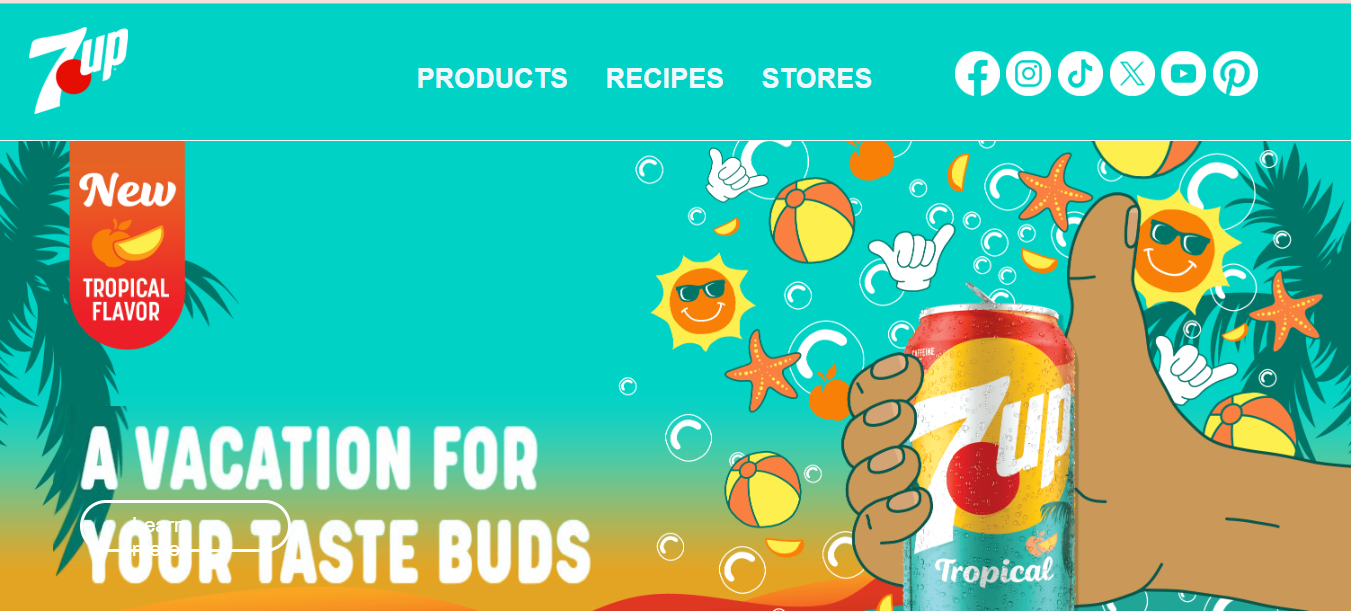 7up
PRODUCTS RECIPES STORES
New
TROPICAL
FLAVOR
CAFFEINE
7up
Tropical
A VACATION FOR
YOUR TASTE BUDS
Learn
more